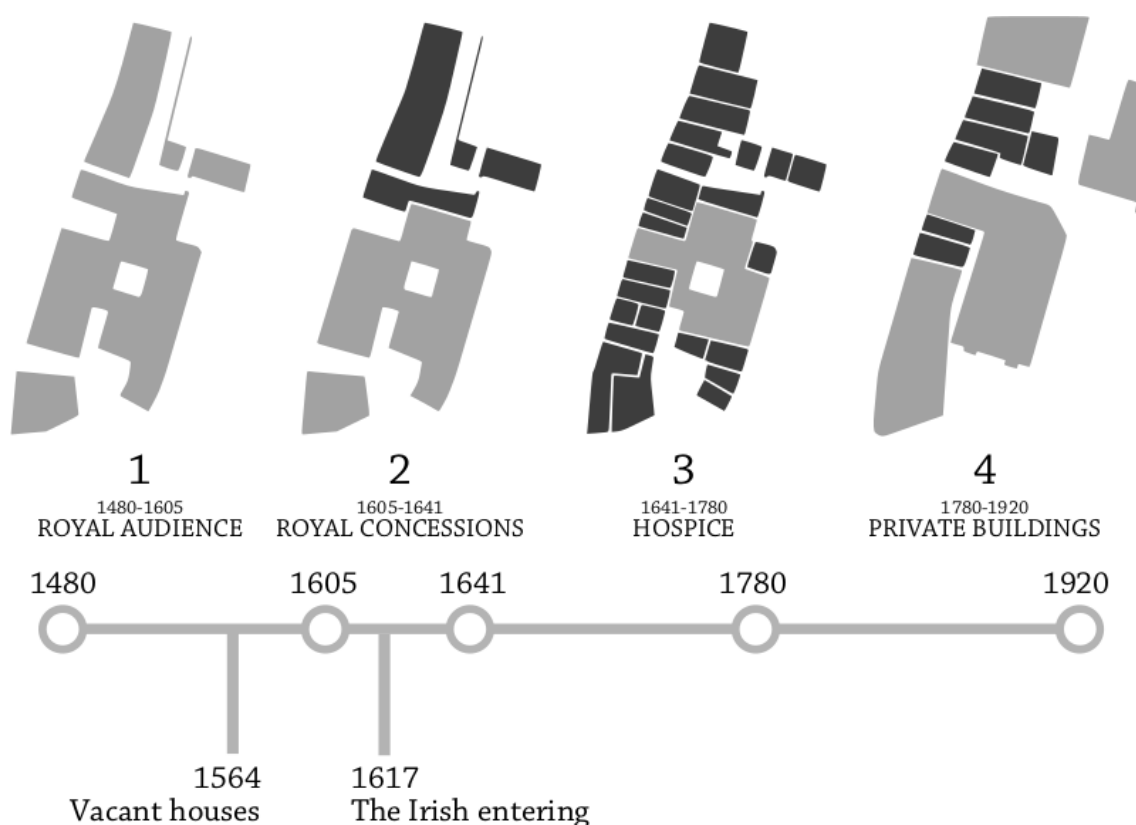 1
1480-1605
ROYAL AUDIENCE
2
1605-1641
ROYAL CONCESSIONS
3
1641-1780
HOSPICE
4
1780-1920
PRIVATE BUILDINGS
1480
1605
1641
1780
1920
1564
Vacant houses
1617
The Irish entering